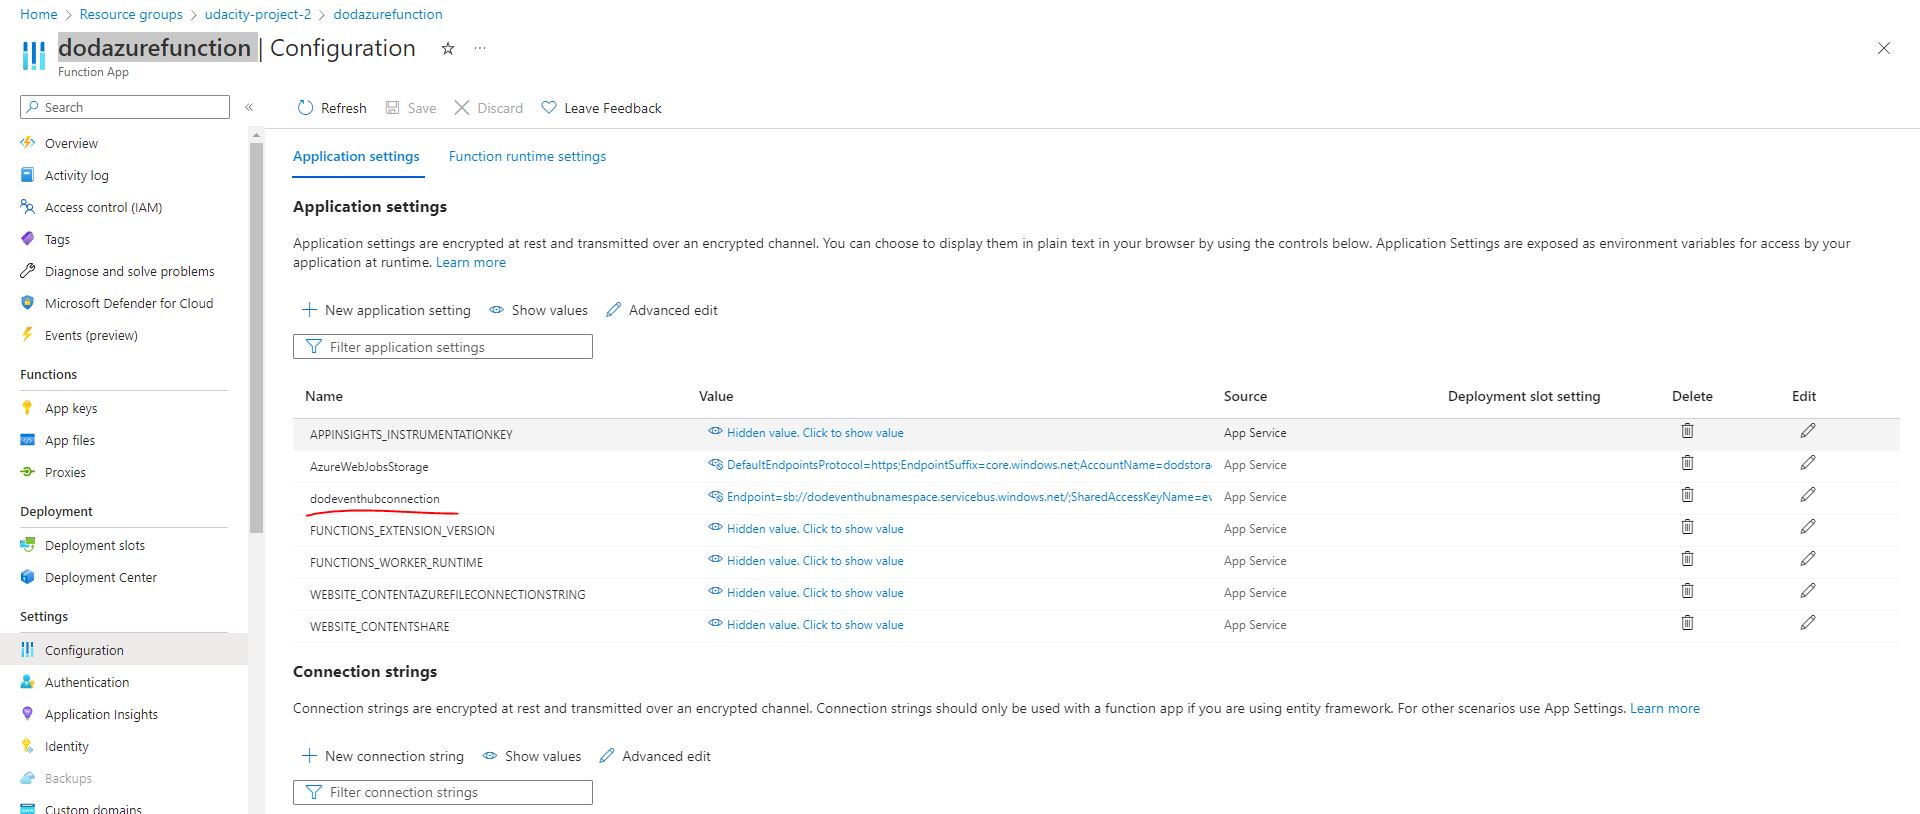 Home > Resource groups > udacity-project-2 > dodazurefunction
dodazurefunction | Configuration
Function App
Search
Refresh Save Discard Leave Feedback
Overview
Activity log
Access control (IAM)
Tags
Diagnose and solve problems
Microsoft Defender for Cloud
Events (preview)
Functions
App keys
App files
Proxies
Deployment
Deployment slots
Deployment Center
Settings
Configuration
Authentication
Application Insights
Identity
Backups
Custom domains
Application settings Function runtime settings
Application settings
Application settings are encrypted at rest and transmitted over an encrypted channel. You can choose to display them in plain text in your browser by using the controls below. Application Settings are exposed as environment variables for access by your
application at runtime. Learn more
New application setting Show values Advanced edit
Filter application settings
Name Value Source Deployment slot setting Delete Edit
APPINSIGHTS_INSTRUMENTATIONKEY Hidden value. Click to show value App Service
AzureWebJobsStorage DefaultEndpointsProtocol=https;EndpointSuffix=core.windows.net;AccountName=dodstora App Service
dodeventhubconnection Endpoint=sb://dodeventhubnamespace.servicebus.windows.net/;SharedAccessKeyName=ev App Service
FUNCTIONS_EXTENSION_VERSION Hidden value. Click to show value App Service
FUNCTIONS_WORKER_RUNTIME Hidden value. Click to show value App Service
WEBSITE_CONTENTAZUREFILECONNECTIONSTRING Hidden value. Click to show value App Service
WEBSITE_CONTENTSHARE Hidden value. Click to show value App Service
Connection strings
Connection strings are encrypted at rest and transmitted over an encrypted channel. Connection strings should only be used with a function app if you are using entity framework. For other scenarios use App Settings. Learn more
New connection string Show values Advanced edit
Filter connection strings